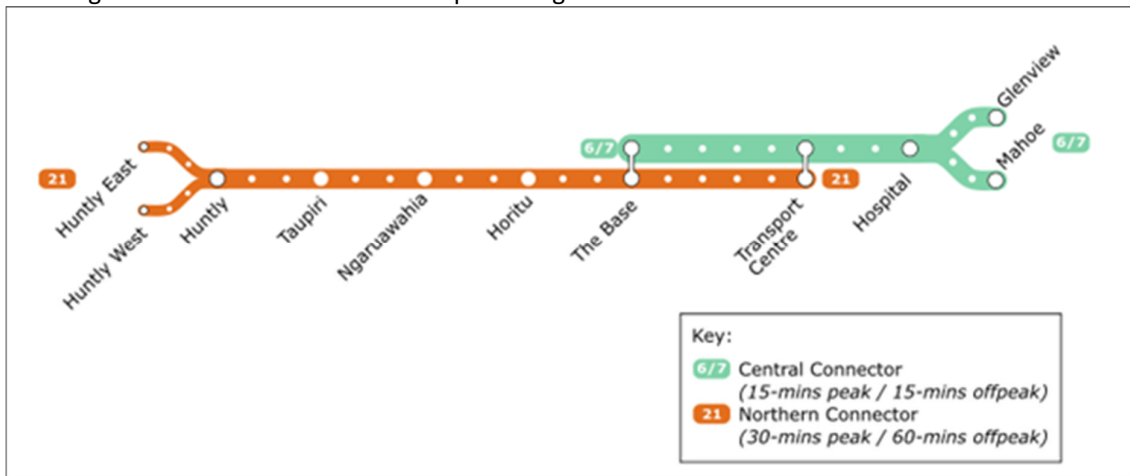 Glenview
Mahoe
6/7
6/7
21
21
Huntly East
Huntly West
Huntly
Taupiri
Ngaruawahia
Horitu
The Base
Transport
Centre
Hospital
Key:
6/7 Central Connector
(15-mins peak / 15-mins offpeak)
21 Northern Connector
(30-mins peak / 60-mins offpeak)